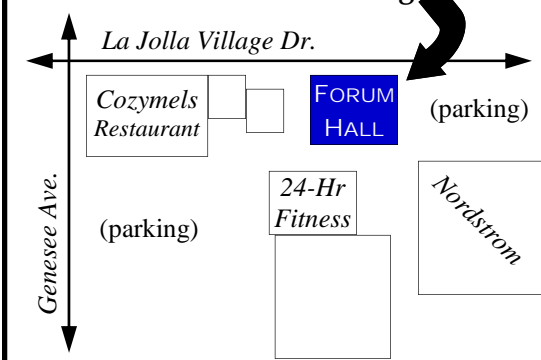 La Jolla Village Dr.
Cozymels
Restaurant
FORUM
HALL
(parking)
24-Hr
Fitness
Nordstrom
(parking)
Genesee Ave.